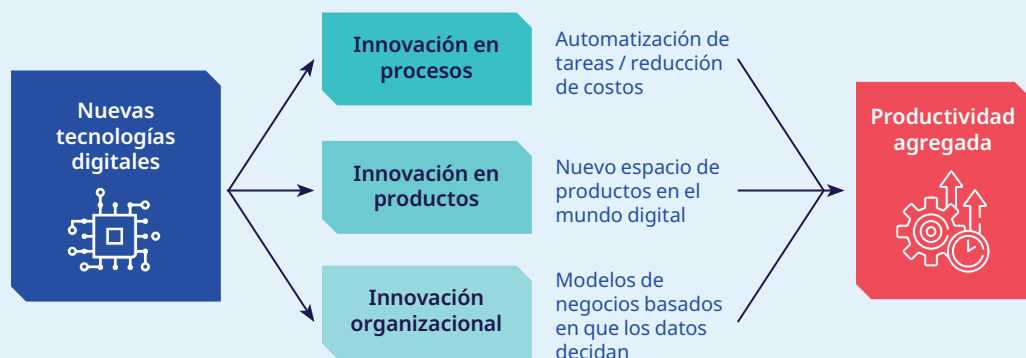 Nuevas
tecnologías
digitales
Innovación en
procesos
Automatización de
tareas / reducción
de costos
Innovación en
productos
Nuevo espacio de
productos en el
mundo digital
Innovación
organizacional
Modelos de
negocios basados
en que los datos
decidan
Productividad
agregada